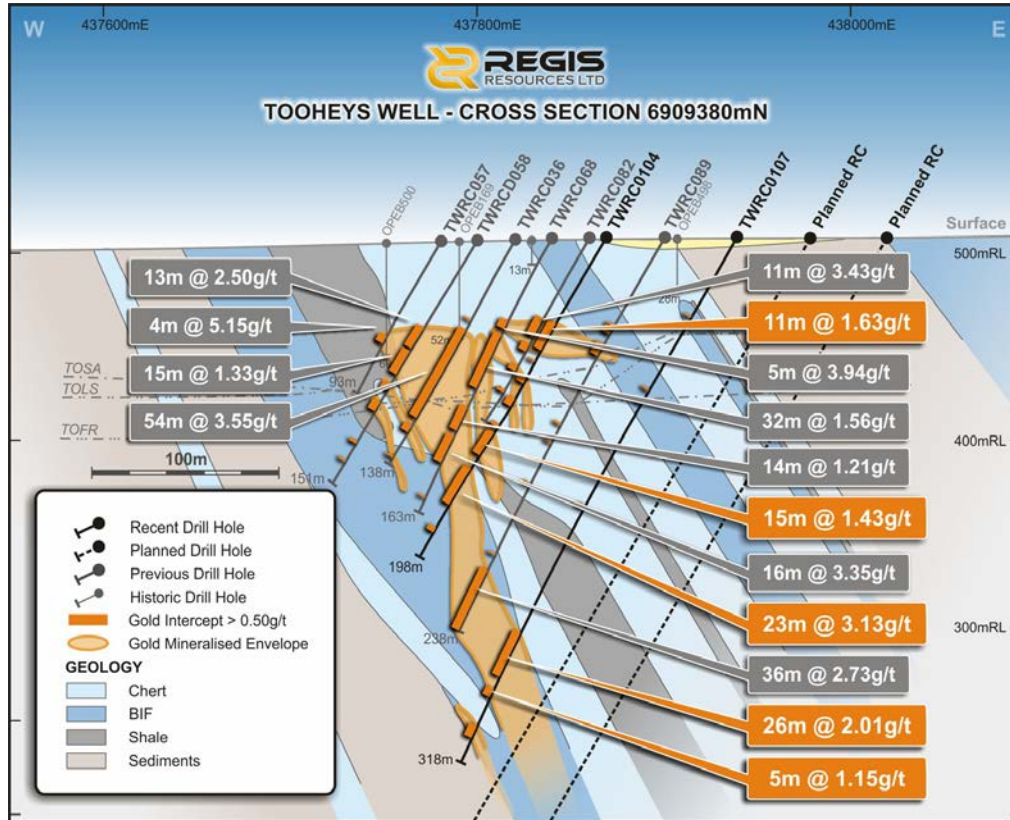 437600mE
437800mE
438000mE
W
E
REGIS
RESOURCES LTD
TOOHEYS WELL - CROSS SECTION 6909380mN
OPEB500
TWRC057
OPEB169
TWRCD058
TWRC036
TWRC068
TWRC082
TWRC0104
TWRC089
OPEB498
TWRC0107
Planned RC
Planned RC
Surface
500mRL
400mRL
300mRL
13m
28m
52m
93m
13m @ 2.50g/t
4m @ 5.15g/t
15m @ 1.33g/t
54m @ 3.55g/t
11m @ 3.43g/t
11m @ 1.63g/t
5m @ 3.94g/t
32m @ 1.56g/t
14m @ 1.21g/t
15m @ 1.43g/t
16m @ 3.35g/t
23m @ 3.13g/t
36m @ 2.73g/t
26m @ 2.01g/t
5m @ 1.15g/t
TOSA
TOLS
TOFR
100m
151m
138m
163m
198m
238m
318m
Recent Drill Hole
Planned Drill Hole
Previous Drill Hole
Historic Drill Hole
Gold Intercept > 0.50g/t
Gold Mineralised Envelope
GEOLOGY
Chert
BIF
Shale
Sediments